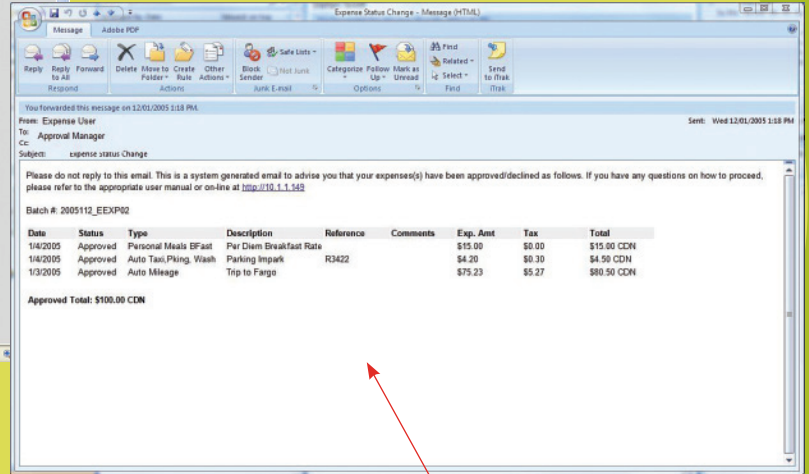 Expense Status Change - Message (HTML)
Message Adobe PDF
Reply Reply to All Forward Delete Move to Folder Create Rule Other Actions Block Sender Safe Lists Not Junk Categorize Follow Up Mark as Unread Find Related Select Send to iTrak
Respond Actions Junk E-mail Options Find iTrak
You forwarded this message on 12/01/2005 1:18 PM.
From: Expense User Sent: Wed 12/01/2005 1:18 PM
To: Approval Manager
Cc:
Subject: Expense Status Change
Please do not reply to this email. This is a system generated email to advise you that your expenses(s) have been approved/declined as follows. If you have any questions on how to proceed,
please refer to the appropriate user manual or on-line at http://10.1.1.149
Batch #: 2005112_EEXP02
Date Status Type Description Reference Comments Exp. Amt Tax Total
1/4/2005 Approved Personal Meals BFast Per Diem Breakfast Rate $15.00 $0.00 $15.00 CDN
1/4/2005 Approved Auto Taxi,Pking, Wash Parking Impark R3422 $4.20 $0.30 $4.50 CDN
1/3/2005 Approved Auto Mileage Trip to Fargo $75.23 $5.27 $80.50 CDN
Approved Total: $100.00 CDN